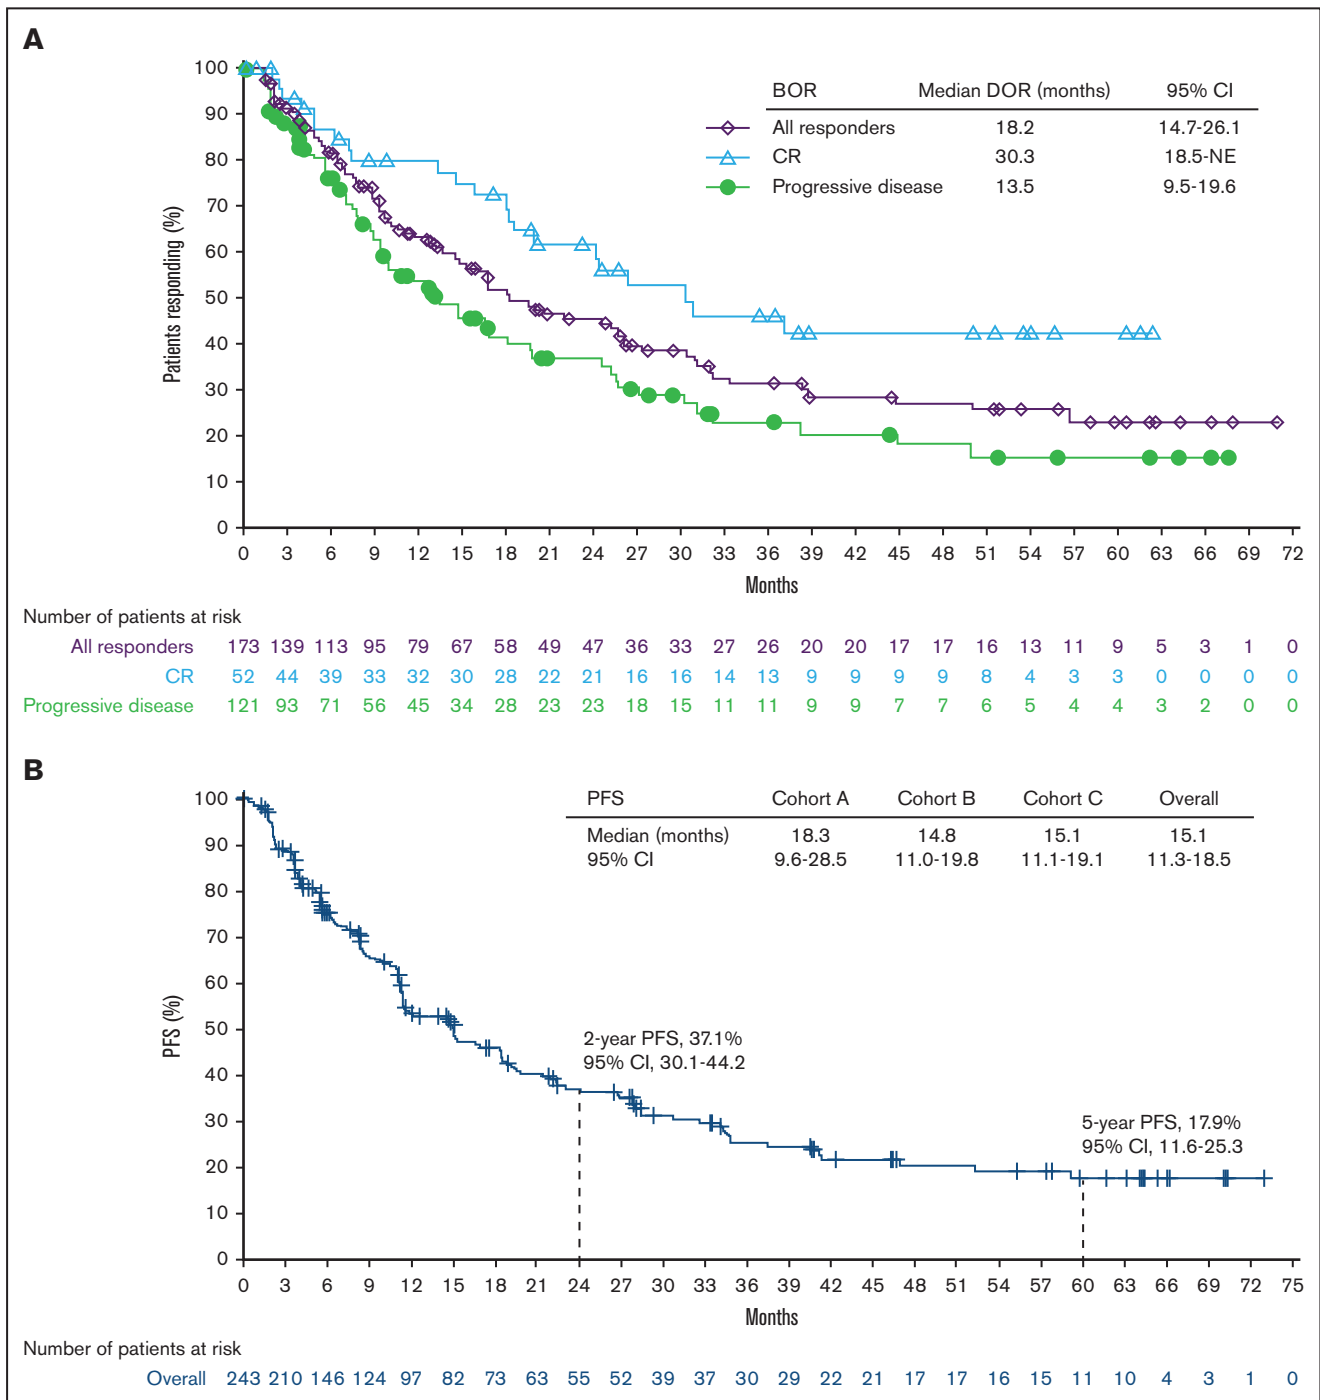 A
BOR Median DOR (months) 95% CI
All responders 18.2 14.7-26.1
CR 30.3 18.5-NE
Progressive disease 13.5 9.5-19.6
Patients responding (%)
100
90
80
70
60
50
40
30
20
10
0
0 3 6 9 12 15 18 21 24 27 30 33 36 39 42 45 48 51 54 57 60 63 66 69 72
Months
Number of patients at risk
All responders 173 139 113 95 79 67 58 49 47 36 33 27 26 20 20 17 17 16 13 11 9 5 3 1 0
CR 52 44 39 33 32 30 28 22 21 16 16 14 13 9 9 9 9 8 4 3 3 0 0 0 0
Progressive disease 121 93 71 56 45 34 28 23 23 18 15 11 11 9 9 7 7 6 5 4 4 3 2 0 0
B
PFS Cohort A Cohort B Cohort C Overall
Median (months) 18.3 14.8 15.1 15.1
95% CI 9.6-28.5 11.0-19.8 11.1-19.1 11.3-18.5
PFS (%)
100
90
80
70
60
50
40
30
20
10
0
2-year PFS, 37.1%
95% CI, 30.1-44.2
5-year PFS, 17.9%
95% CI, 11.6-25.3
0 3 6 9 12 15 18 21 24 27 30 33 36 39 42 45 48 51 54 57 60 63 66 69 72 75
Months
Number of patients at risk
Overall 243 210 146 124 97 82 73 63 55 52 39 37 30 29 22 21 17 17 16 15 11 10 4 3 1 0